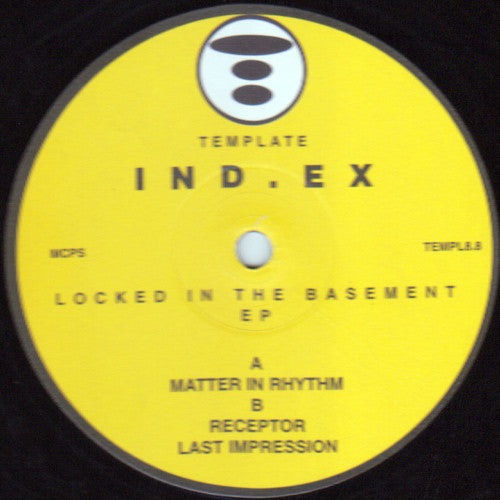 TEMPLATE
IND.EX
MCPS
TEMPL8.8
LOCKED IN THE BASEMENT
EP
A
MATTER IN RHYTHM
B
RECEPTOR
LAST IMPRESSION